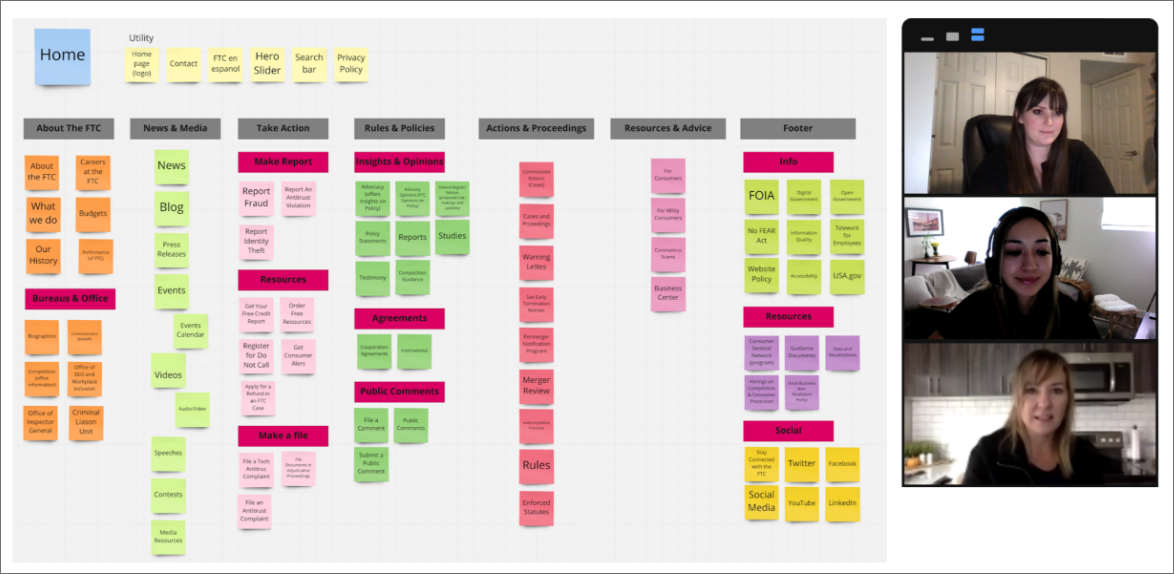 Home
Utility
Home
page
(logo)
Contact
FTC en
espanol
Hero
Slider
Search
bar
Privacy
Policy
About The FTC
News & Media
Take Action
Rules & Policies
Actions & Proceedings
Resources & Advice
Footer
About
the FTC
Careers
at the
FTC
What
we do
Budgets
Our
History
Performance
(of FTC)
Bureaus & Office
Biographies
Commissioners
(people)
Competition
(office
information)
Office of
EEO and
Workplace
Inclusion
Office of
Inspector
General
Criminal
Liason
Unit
News
Blog
Press
Releases
Events
Events
Calendar
Videos
Audio/Video
Speeches
Contests
Media
Resources
Make Report
Report
Fraud
Report An
Antitrust
Violation
Report
Identity
Theft
Resources
Get Your
Free Credit
Report
Order
Free
Resources
Register
for Do
Not Call
Get
Consumer
Alers
Apply for a
Refund in
an FTC
Case
Make a file
File a Tech
Antitrus
Complaint
File
Documents in
Adjudicative
Proceedings
File an
Antitrust
Complaint
Insights & Opinions
Advocacy
(offers
insights on
Policy)
Advisory
Opinions (FTC
Opinions on
Policy)
Federal Register
Notices
Policy
Statements
Reports
Studies
Testimony
Competition
Guidance
Agreements
Cooperation
Agreements
International
Public Comments
File a
Comment
Public
Comments
Submit a
Public
Comment
Commission
Actions
(Cases)
Cases and
Proceedings
Warning
Lettes
See Early
Termination
Notices
Premerger
Notification
Program
Merger
Review
Rules
Enforced
Statutes
For
Consumers
For Military
Consumers
Coronavirus
Scams
Business
Center
Info
FOIA
Digital
Government
Open
Government
No FEAR
Act
Information
Quality
Telework
for
Employees
Website
Policy
Accessibility
USA.gov
Resources
Consumer
Sentinel
Network
(program)
Guidance
Documents
Data and
Visualizations
Hearings on
Competition
& Consumer
Protection
Small Business
Policy
Social
Stay
Connected
with the
FTC
Twitter
Facebook
Social
Media
YouTube
LinkedIn